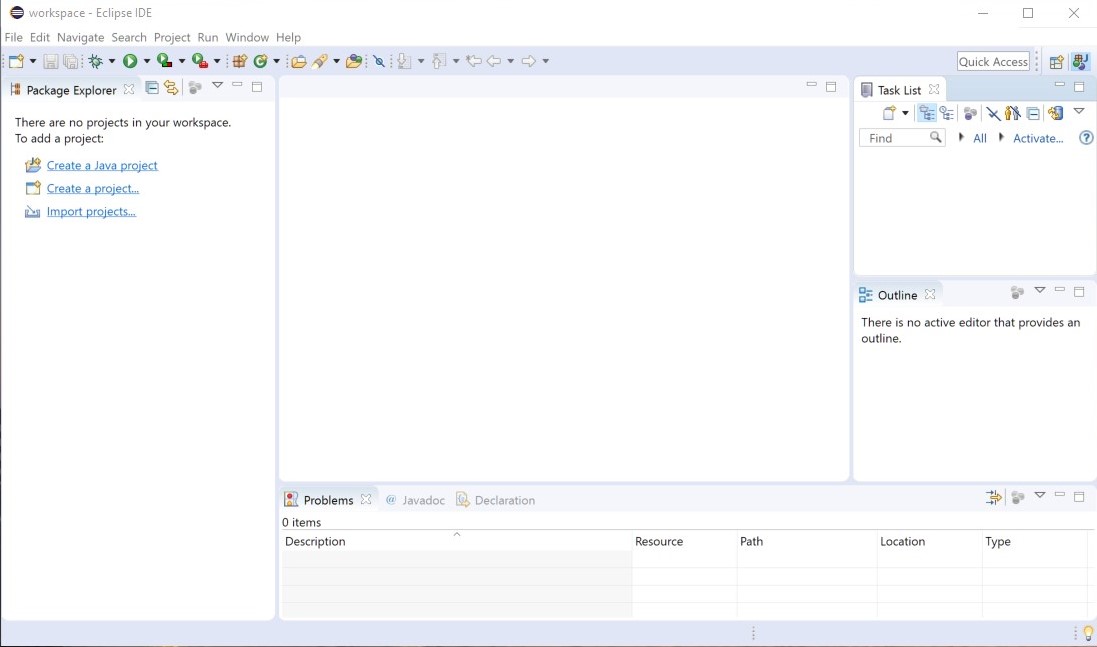 workspace - Eclipse IDE
File Edit Navigate Search Project Run Window Help
Quick Access
Package Explorer
There are no projects in your workspace.
To add a project:
Create a Java project
Create a project...
Import projects...
Task List
Find All Activate...
Outline
There is no active editor that provides an
outline.
Problems @ Javadoc Declaration
0 items
Description Resource Path Location Type